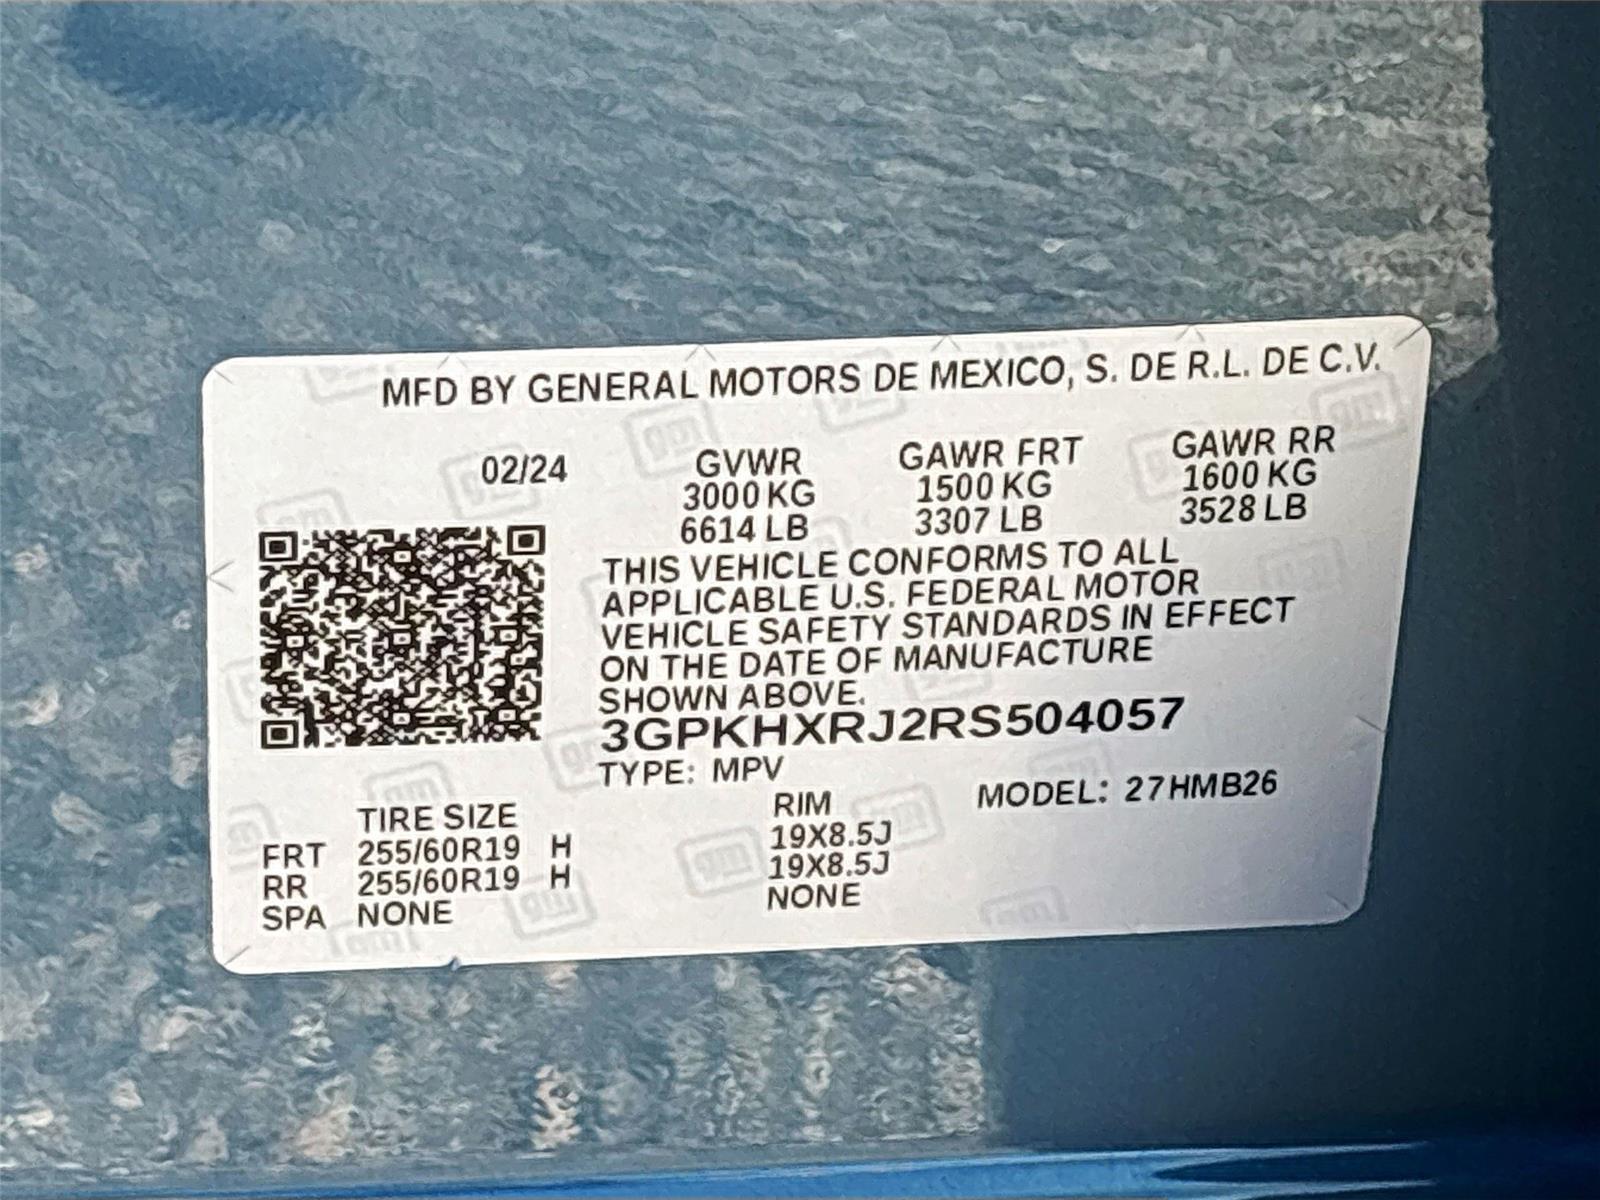 MFD BY GENERAL MOTORS DE MEXICO, S. DE R.L. DE C.V.
02/24 GVWR GAWR FRT GAWR RR
3000 KG 1500 KG 1600 KG
6614 LB 3307 LB 3528 LB
THIS VEHICLE CONFORMS TO ALL
APPLICABLE U.S. FEDERAL MOTOR
VEHICLE SAFETY STANDARDS IN EFFECT
ON THE DATE OF MANUFACTURE
SHOWN ABOVE.
3GPKHXRJ2RS504057
TYPE: MPV
MODEL: 27HMB26
TIRE SIZE RIM
FRT 255/60R19 H 19X8.5J
RR 255/60R19 H 19X8.5J
SPA NONE NONE